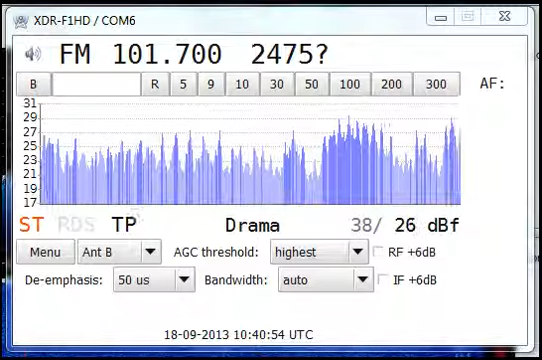 XDR-F1HD / COM6
FM 101.700 2475?
B R 5 9 10 30 50 100 200 300 AF:
31
29
27
25
23
21
19
17
ST RDS TP Drama 38/ 26 dBf
Menu Ant B AGC threshold: highest RF +6dB
De-emphasis: 50 us Bandwidth: auto IF +6dB
18-09-2013 10:40:54 UTC